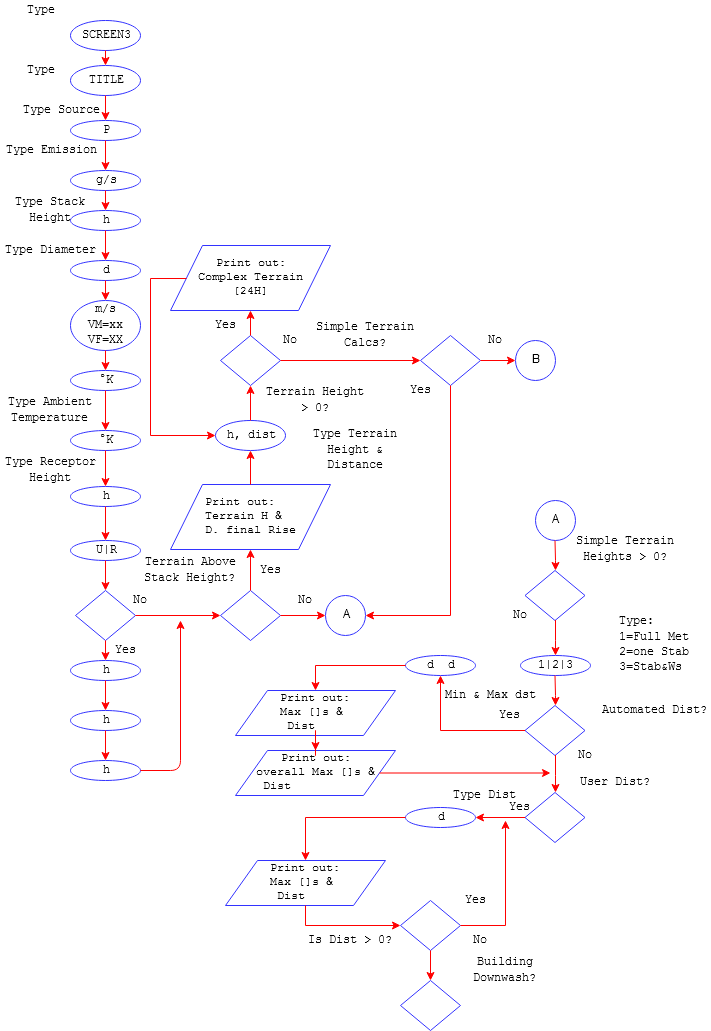 Type
SCREEN3
Type
TITLE
Type Source
P
Type Emission
g/s
Type Stack
Height
h
Type Diameter
d
m/s
VM=xx
VF=XX
°K
Type Ambient
Temperature
°K
Type Receptor
Height
h
U|R
No
Yes
h
h
h
Terrain Above
Stack Height?
Yes
No
A
Print out:
Terrain H &
D. final Rise
h, dist
Type Terrain
Height &
Distance
Terrain Height
> 0?
Yes
No
Print out:
Complex Terrain
[24H]
Simple Terrain
Calcs?
No
Yes
B
A
Simple Terrain
Heights > 0?
No
Type:
1=Full Met
2=one Stab
3=Stab&Ws
1|2|3
Automated Dist?
Yes
No
Min & Max dst
d d
Print out:
Max []s &
Dist
Print out:
overall Max []s &
Dist
User Dist?
Yes
Type Dist
d
Print out:
Max []s &
Dist
Is Dist > 0?
Yes
No
Building
Downwash?